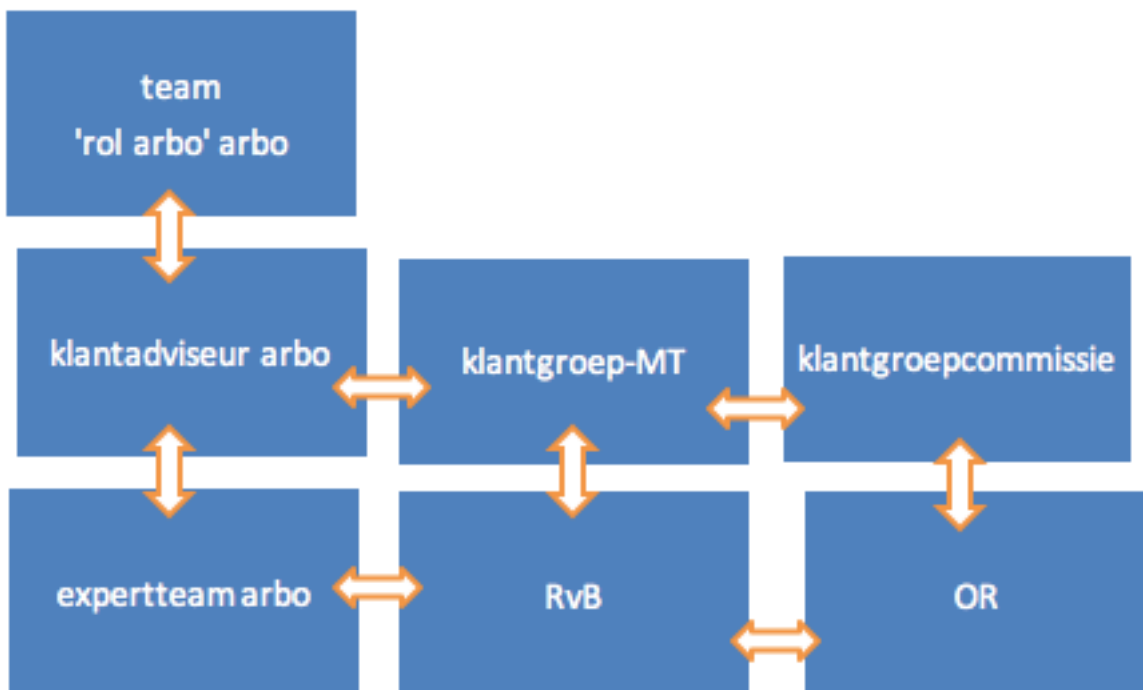 team
'rol arbo' arbo
klantadviseur arbo
klantgroep-MT
klantgroepcommissie
expertteam arbo
RvB
OR